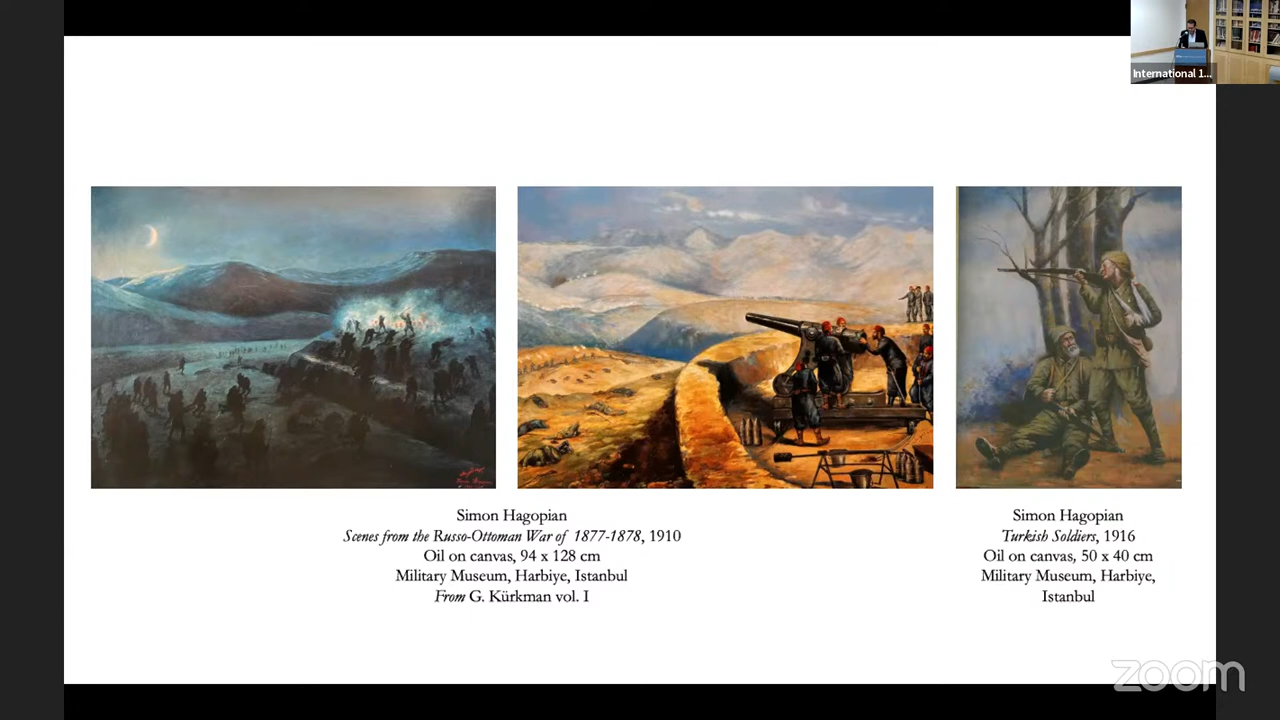 International 1...
Simon Hagopian
Scenes from the Russo-Ottoman War of 1877-1878, 1910
Oil on canvas, 94 x 128 cm
Military Museum, Harbiye, Istanbul
From G. Kürkman vol. I
Simon Hagopian
Turkish Soldiers, 1916
Oil on canvas, 50 x 40 cm
Military Museum, Harbiye,
Istanbul
zoom